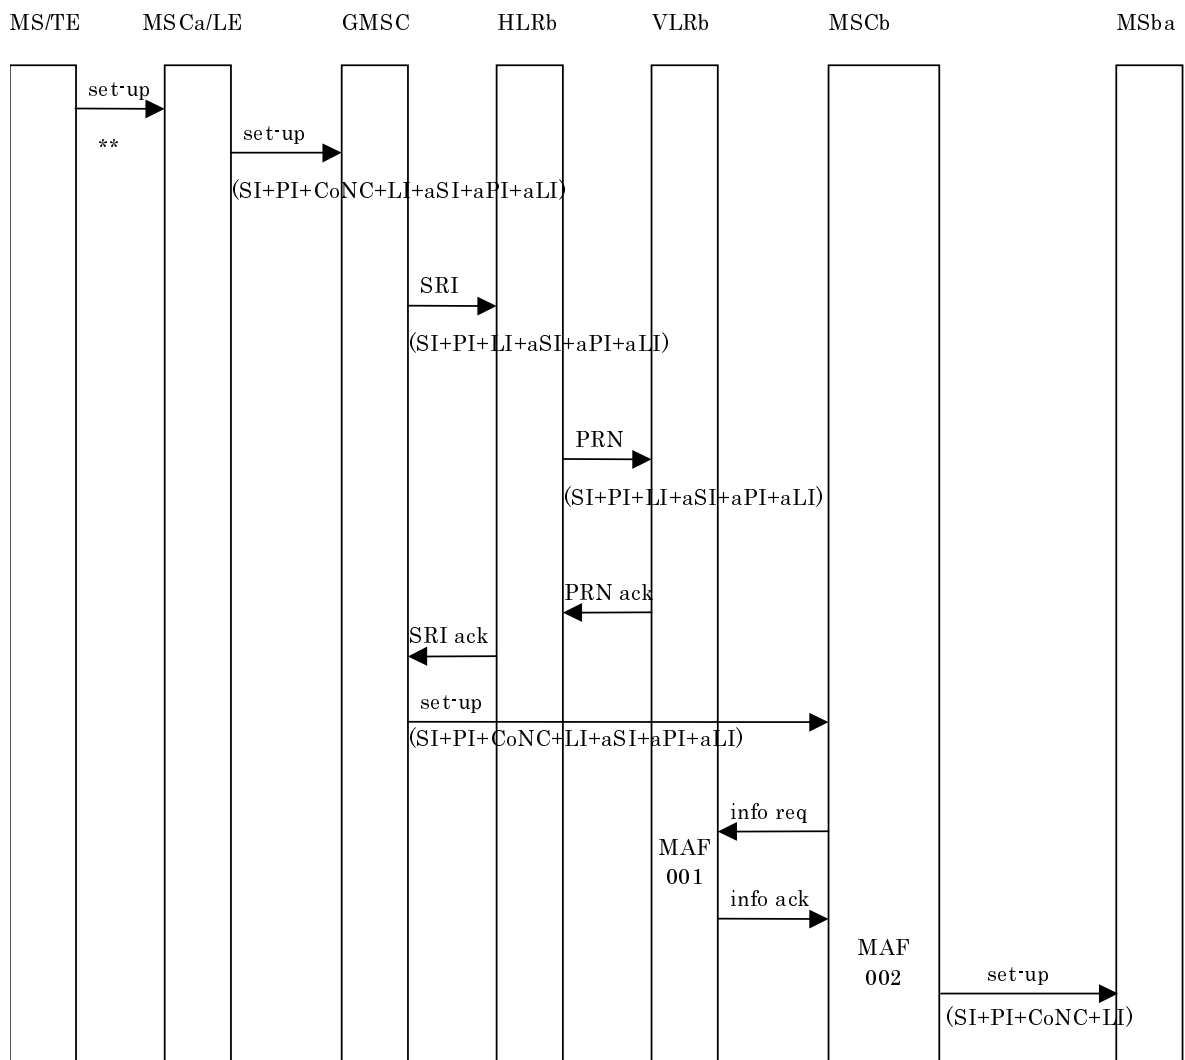 MS/TE MSCa/LE GMSC HLRb VLRb MSCb MSba
set-up
**
set-up
(SI+PI+CoNC+LI+aSI+aPI+aLI)
SRI
(SI+PI+LI+aSI+aPI+aLI)
PRN
(SI+PI+LI+aSI+aPI+aLI)
PRN ack
SRI ack
set-up
(SI+PI+CoNC+LI+aSI+aPI+aLI)
info req
MAF
001
info ack
MAF
002
set-up
(SI+PI+CoNC+LI)